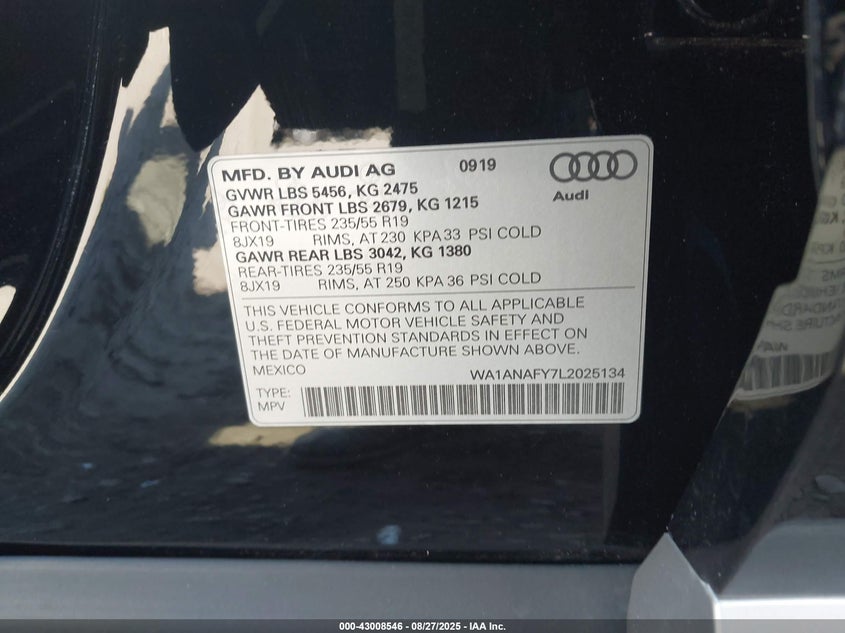 MFD. BY AUDI AG 0919
Audi
GVWR LBS 5456, KG 2475
GAWR FRONT LBS 2679, KG 1215
FRONT-TIRES 235/55 R19
8JX19 RIMS, AT 230 KPA 33 PSI COLD
GAWR REAR LBS 3042, KG 1380
REAR-TIRES 235/55 R19
8JX19 RIMS, AT 250 KPA 36 PSI COLD
THIS VEHICLE CONFORMS TO ALL APPLICABLE
U.S. FEDERAL MOTOR VEHICLE SAFETY AND
THEFT PREVENTION STANDARDS IN EFFECT ON
THE DATE OF MANUFACTURE SHOWN ABOVE.
MEXICO WA1ANAFY7L2025134
TYPE:
MPV
000-43008546 - 08/27/2025 - IAA Inc.